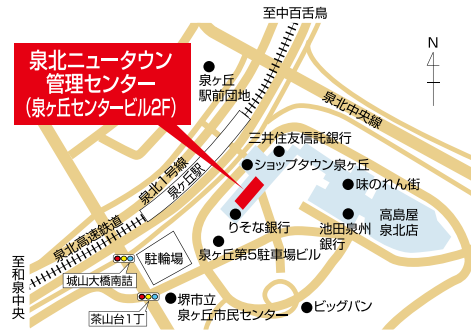 至中百舌鳥
泉北ニュータウン
管理センター
(泉ヶ丘センタービル2F)
N
泉ヶ丘
駅前団地
泉北中央線
三井住友信託銀行
ショップタウン泉ヶ丘
泉北1号線
泉ヶ丘駅
味のれん街
りそな銀行
池田泉州
銀行
高島屋
泉北店
泉北高速鉄道
泉ヶ丘第5駐車場ビル
駐輪場
至和泉中央
城山大橋南詰
茶山台1丁
堺市立
泉ヶ丘市民センター
ビッグバン